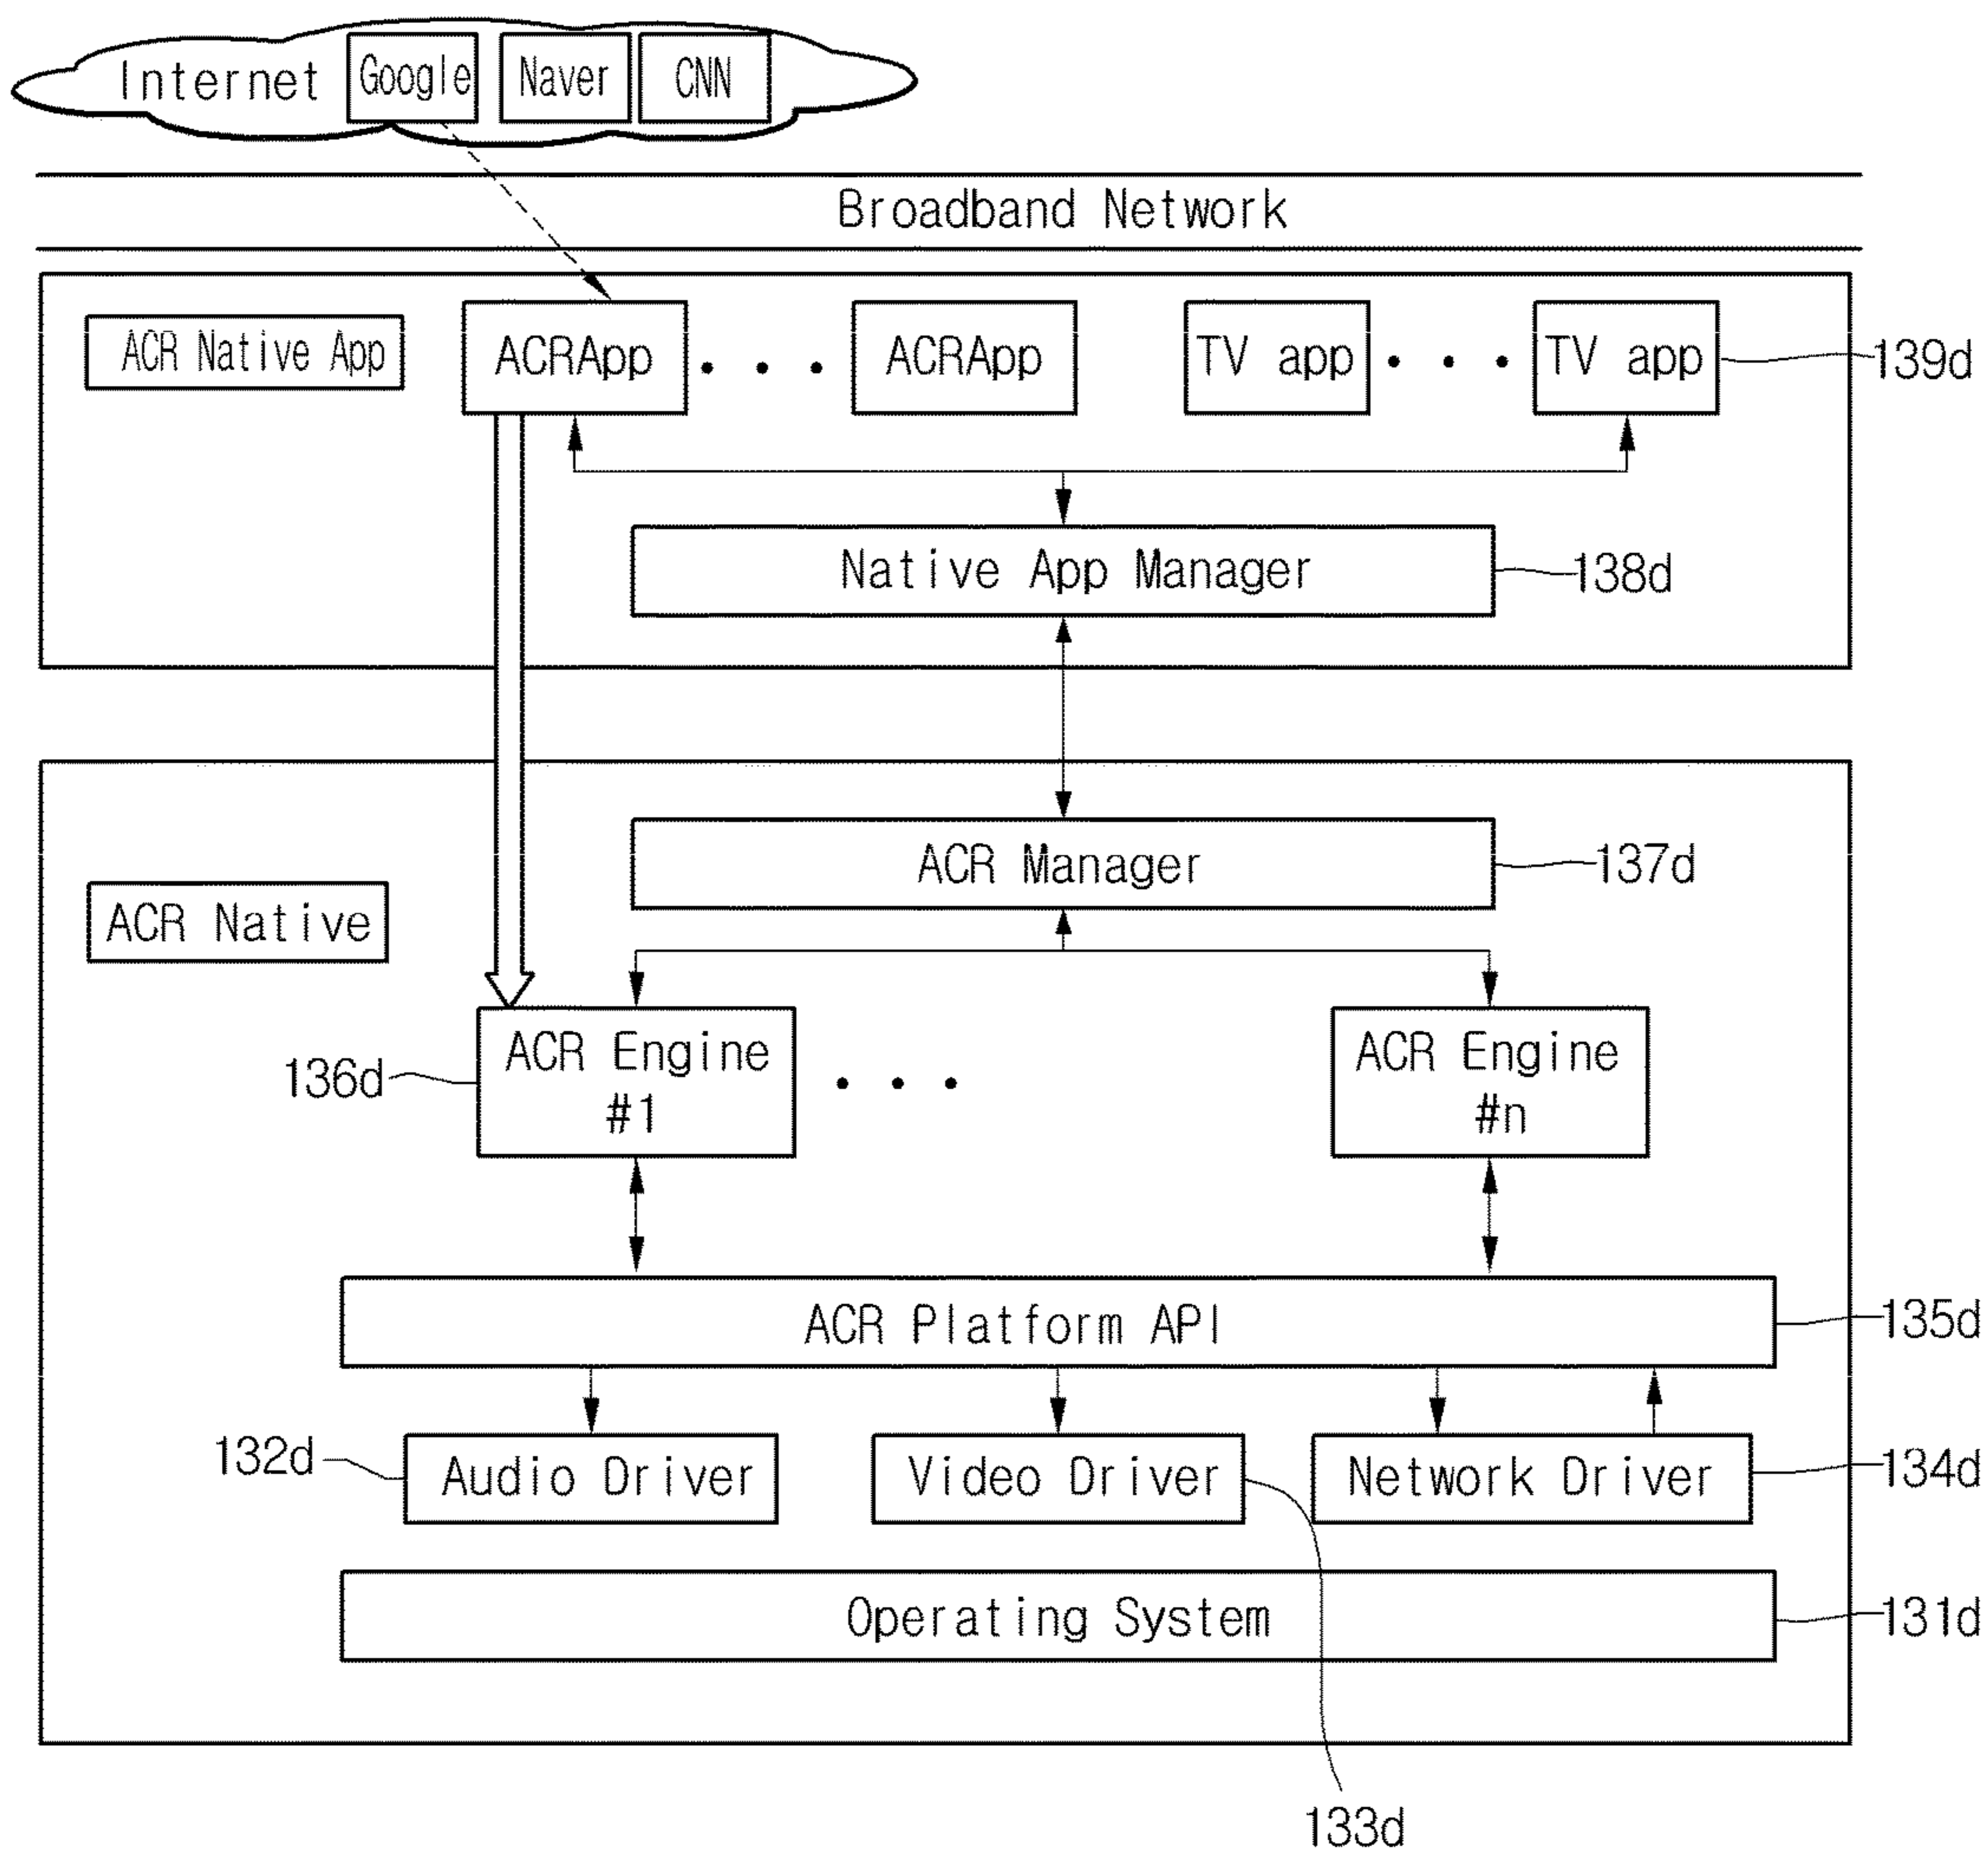 Internet Google Naver CNN
Broadband Network
ACR Native App ACRApp ACRApp TV app TV app 139d
Native App Manager 138d
ACR Manager 137d
ACR Native
136d ACR Engine #1
ACR Engine #n
ACR Platform API 135d
132d Audio Driver Video Driver Network Driver 134d
Operating System 131d
133d